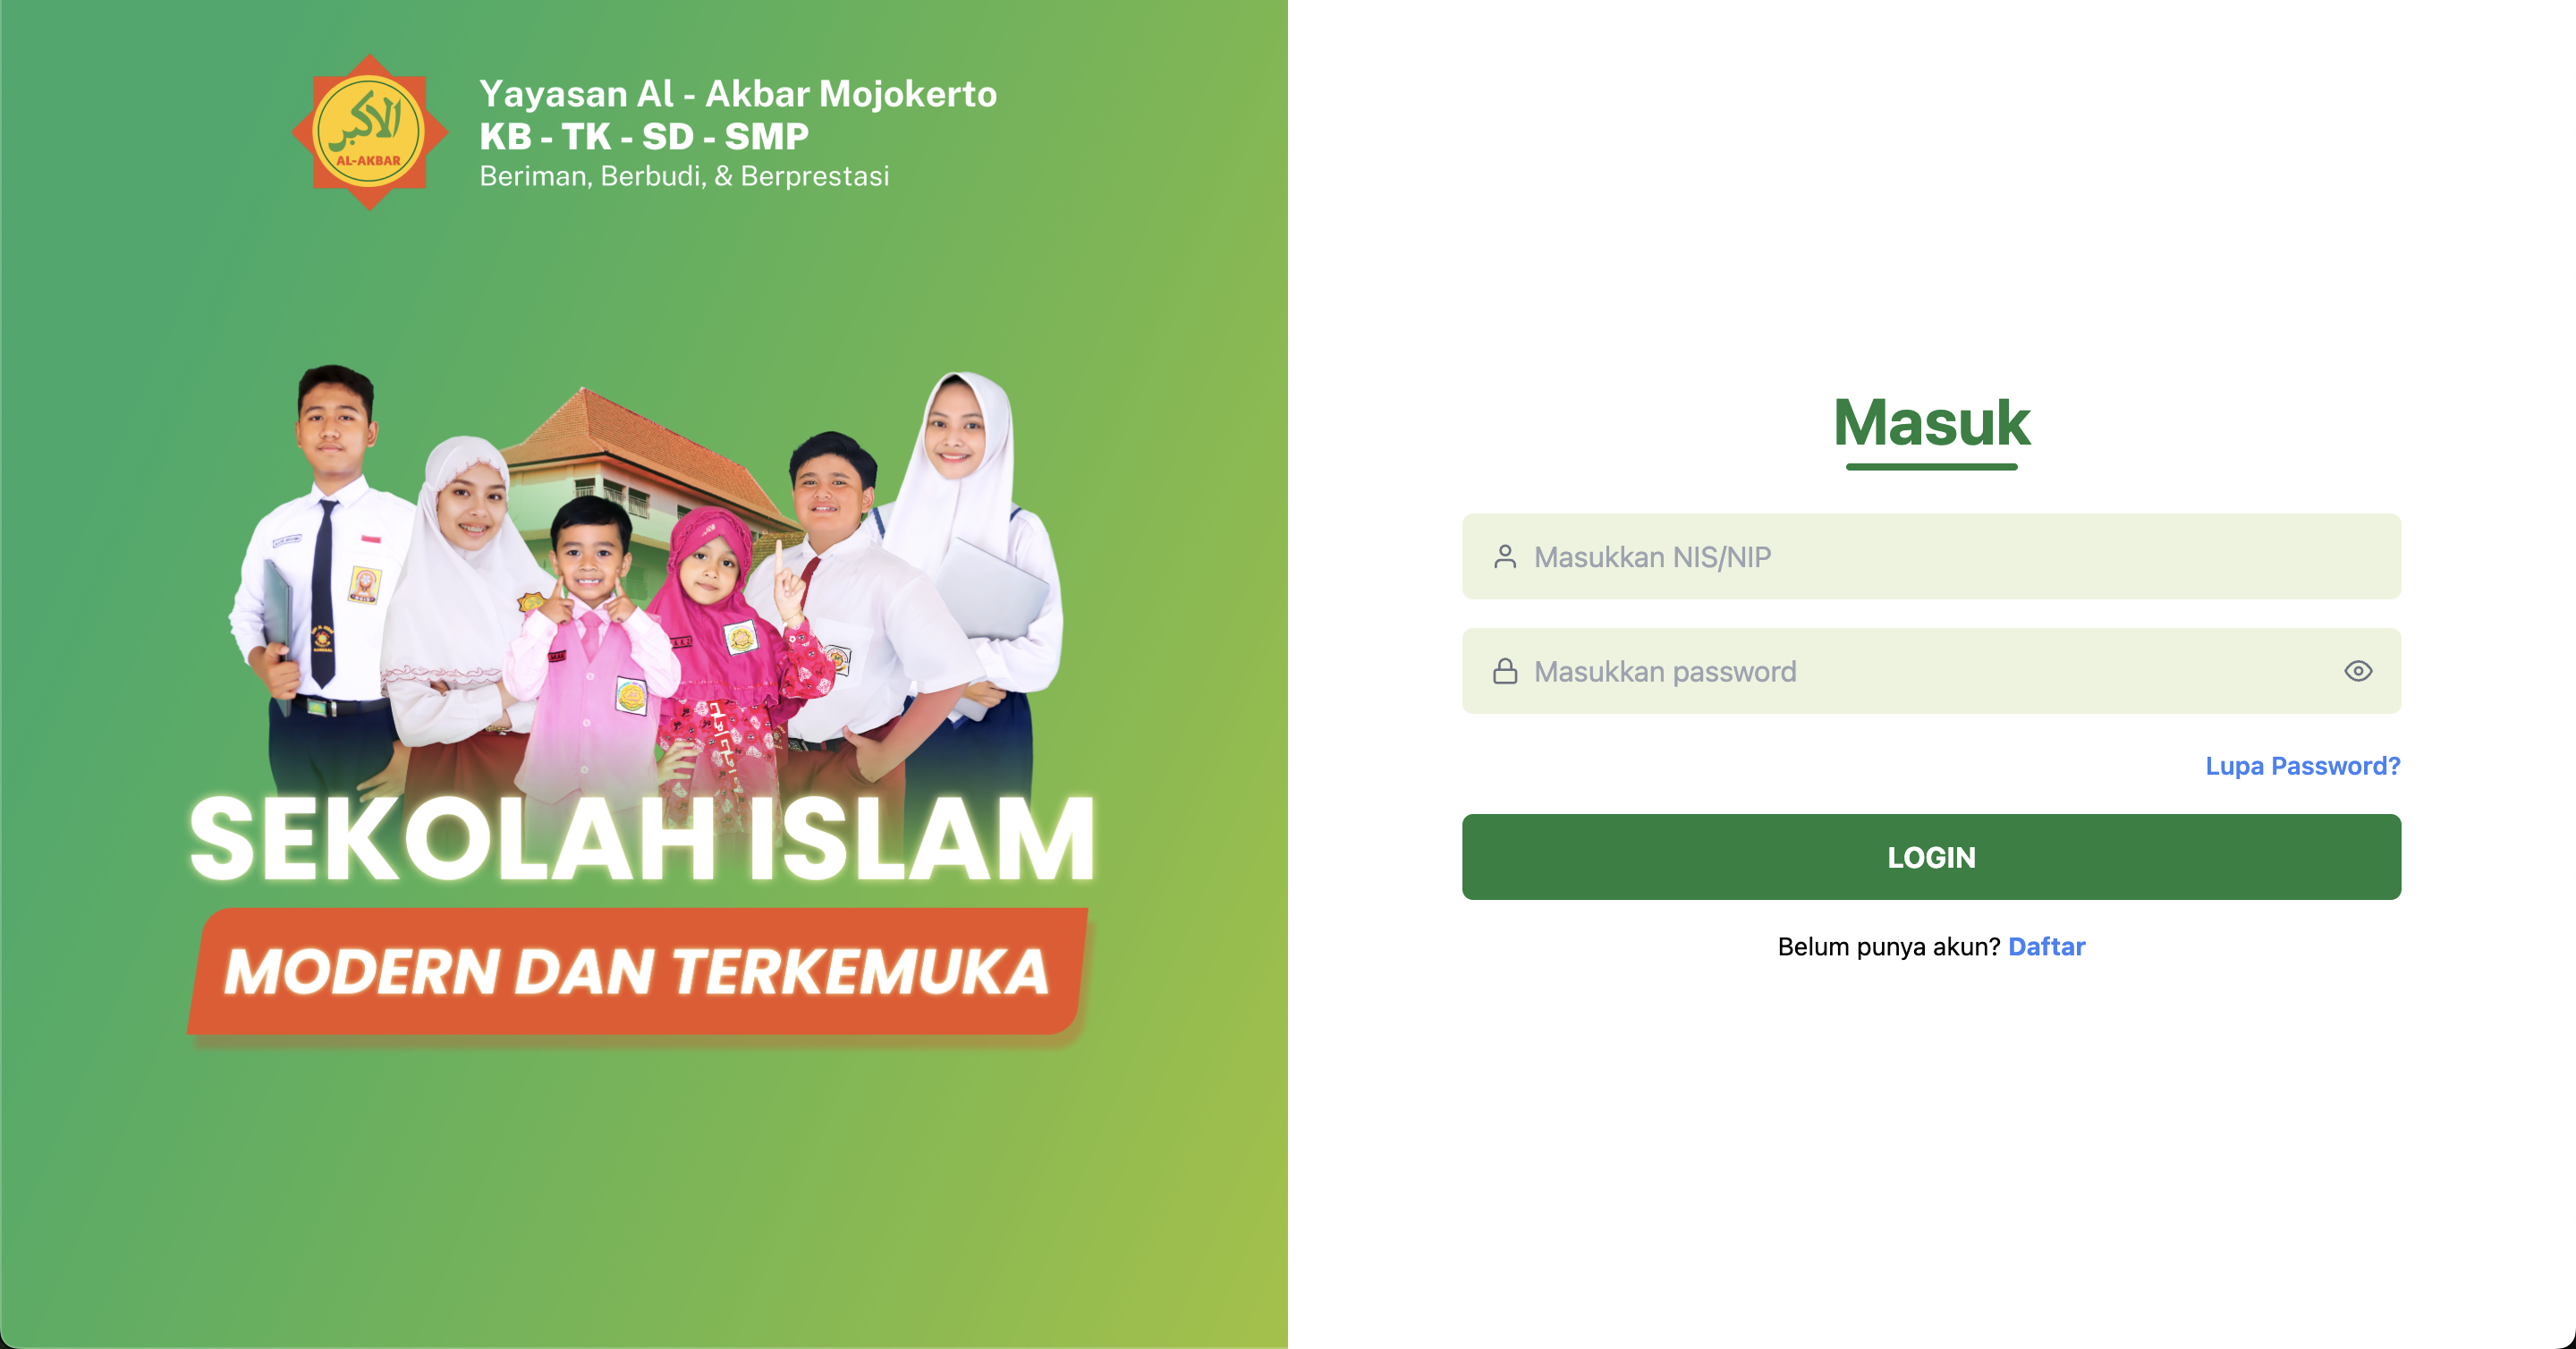 الاكبر
AL-AKBAR
Yayasan Al - Akbar Mojokerto
KB - TK - SD - SMP
Beriman, Berbudi, & Berprestasi
SEKOLAH ISLAM
MODERN DAN TERKEMUKA
Masuk
Masukkan NIS/NIP
Masukkan password
Lupa Password?
LOGIN
Belum punya akun? Daftar